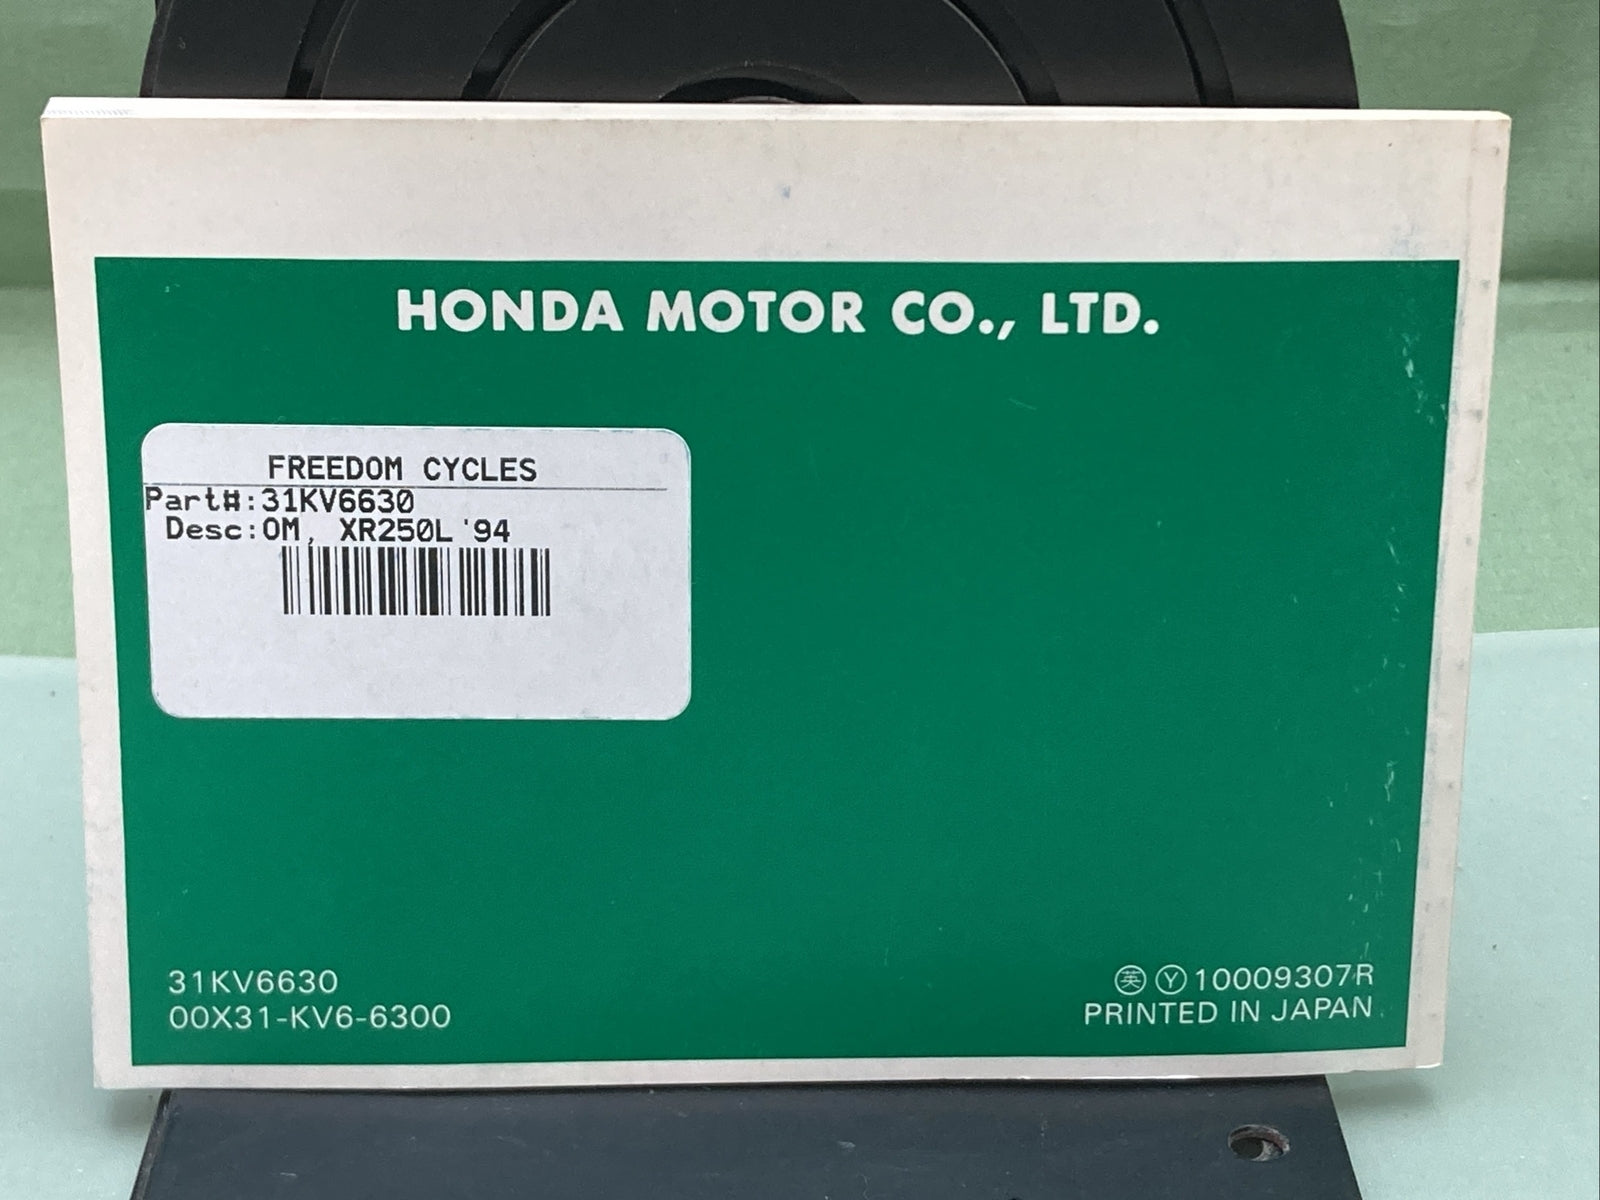 HONDA MOTOR CO., LTD.
FREEDOM CYCLES
Part#:31KV6630
Desc:OM, XR250L '94
31KV6630
00X31-KV6-6300
英 Y 10009307R
PRINTED IN JAPAN